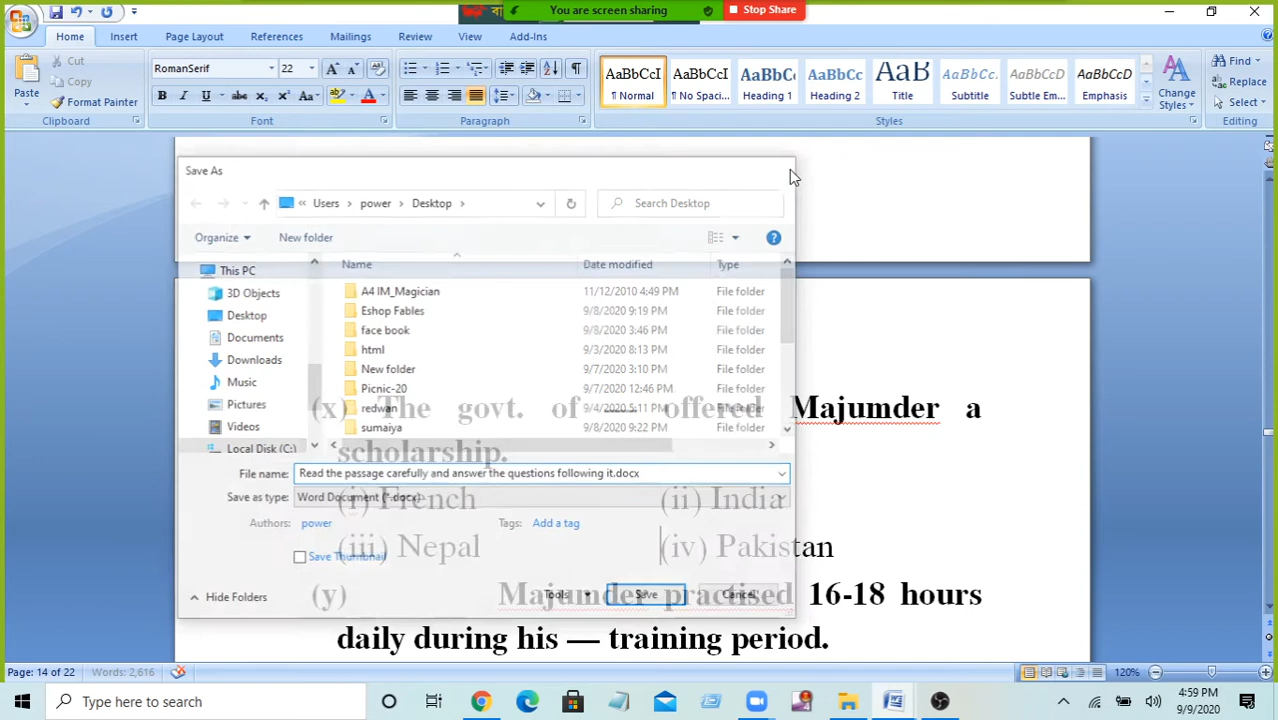 বা
You are screen sharing
Stop Share
Home Insert Page Layout References Mailings Review View Add-Ins
Paste
Cut
Copy
Format Painter
Clipboard
RomanSerif 22
Font
Paragraph
AaBbCcI AaBbCcI AaBbCc AaBbCc AaB AaBbCcI AaBbCcD AaBbCcD
¶ Normal ¶ No Spaci... Heading 1 Heading 2 Title Subtitle Subtle Em... Emphasis
Change Styles
Styles
Find
Replace
Select
Editing
Save As
Users power Desktop
Search Desktop
Organize New folder
Name Date modified Type
This PC
3D Objects
Desktop
Documents
Downloads
Music
Pictures
Videos
Local Disk (C:)
A4 IM_Magician 11/12/2010 4:49 PM File folder
Eshop Fables 9/8/2020 9:19 PM File folder
face book 9/8/2020 3:46 PM File folder
html 9/3/2020 8:13 PM File folder
New folder 9/7/2020 3:10 PM File folder
Picnic-20 9/7/2020 12:46 PM File folder
redwan 9/4/2020 5:11 PM File folder
sumaiya 9/8/2020 9:22 PM File folder
File name: Read the passage carefully and answer the questions following it.docx
Save as type: Word Document (*.docx)
Authors: power Tags: Add a tag
Save Thumbnail
Hide Folders Tools Save Cancel
(x) The govt. of __ offered Majumder a
scholarship.
(i) French (ii) India
(iii) Nepal (iv) Pakistan
(y) Majumder practised 16-18 hours
daily during his — training period.
Page: 14 of 22 Words: 2,616 120%
Type here to search
4:59 PM
9/9/2020